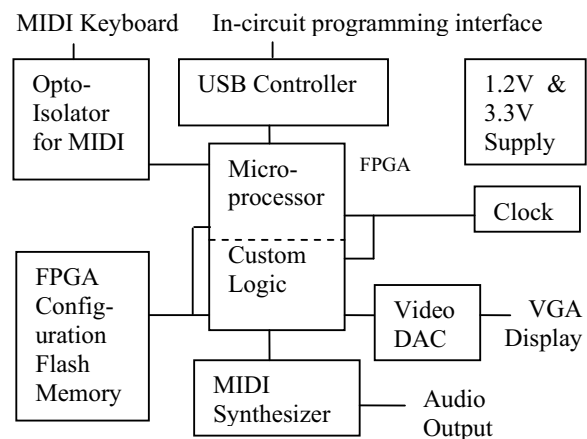 MIDI Keyboard
In-circuit programming interface
Opto-
Isolator
for MIDI
USB Controller
1.2V &
3.3V
Supply
Micro-
processor
FPGA
Clock
Custom
Logic
FPGA
Config-
uration
Flash
Memory
Video
DAC
VGA
Display
MIDI
Synthesizer
Audio
Output